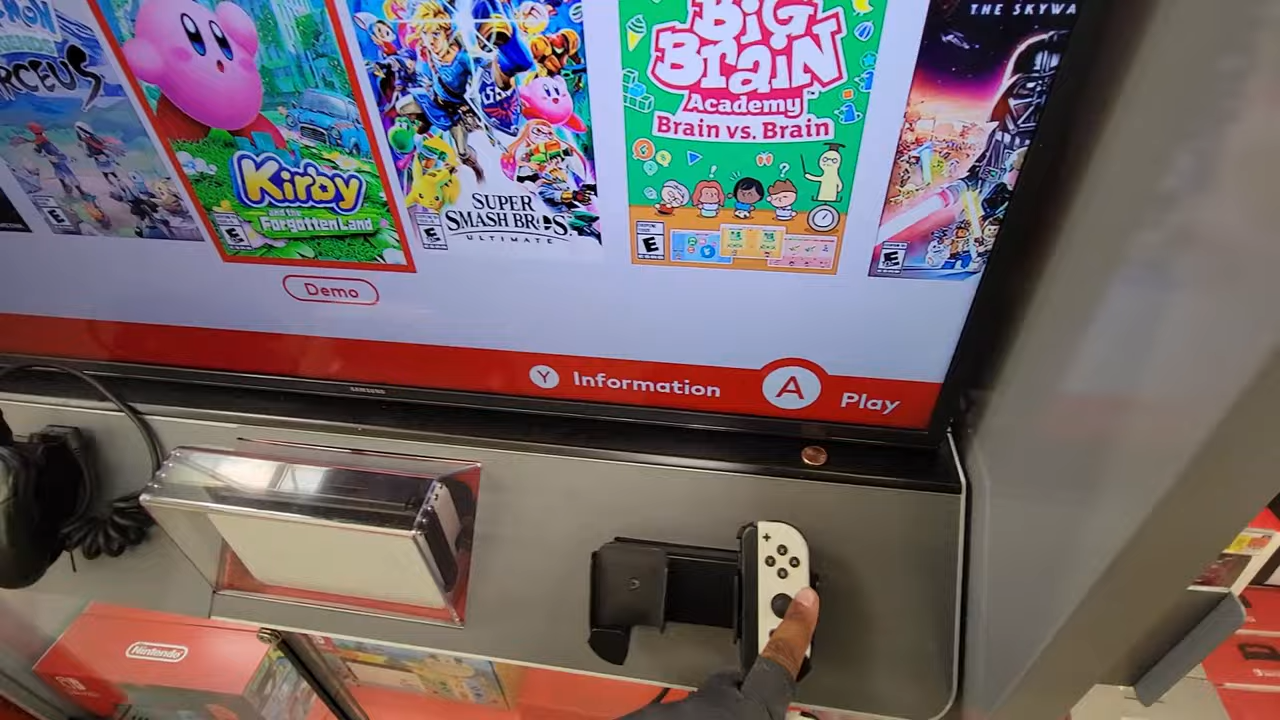 THE SKYWA
BIG
Brain
Academy
Brain vs. Brain
Kirby
and the
Forgotten Land
SUPER
SMASH BROS.
ULTIMATE
E
E
E
E
E
Demo
Y Information
A Play
SAMSUNG
Nintendo